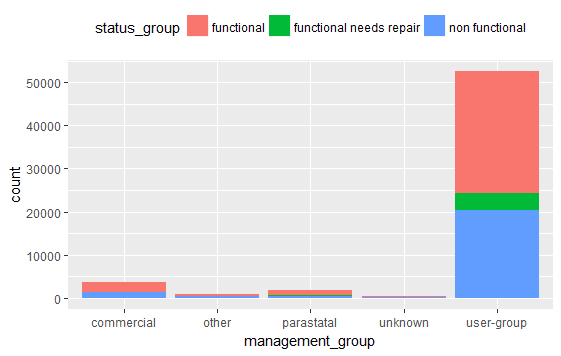 status_group functional functional needs repair non functional
50000
40000
30000
20000
10000
0
count
commercial other parastatal unknown user-group
management_group